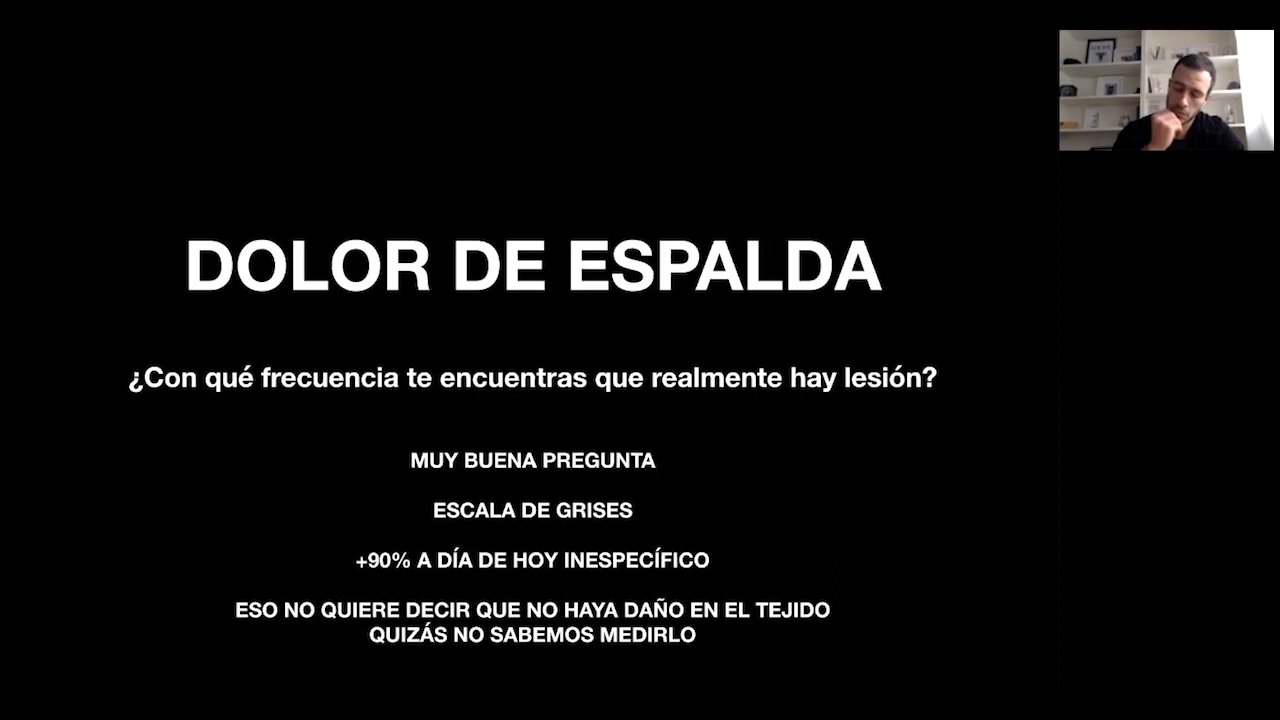 DOLOR DE ESPALDA
¿Con qué frecuencia te encuentras que realmente hay lesión?
MUY BUENA PREGUNTA
ESCALA DE GRISES
+90% A DÍA DE HOY INESPECÍFICO
ESO NO QUIERE DECIR QUE NO HAYA DAÑO EN EL TEJIDO
QUIZÁS NO SABEMOS MEDIRLO